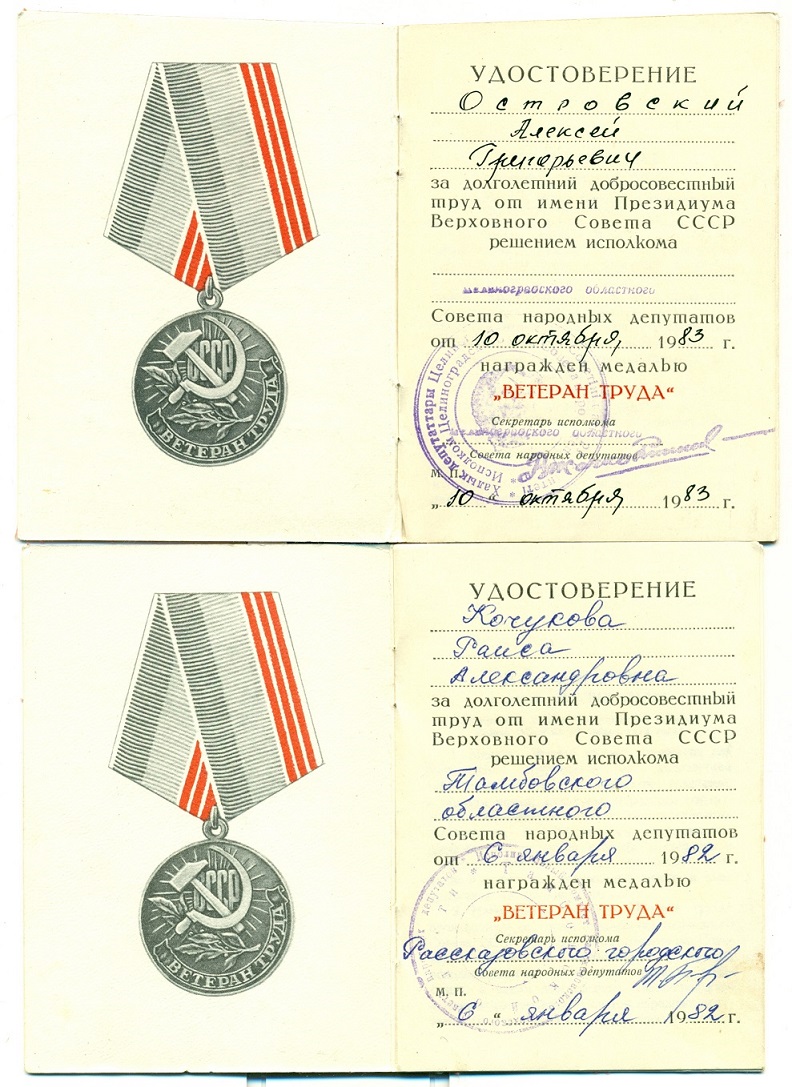 СССР
ВЕТЕРАН ТРУДА
УДОСТОВЕРЕНИЕ
Островский
Алексей
Григорьевич
за долголетний добросовестный
труд от имени Президиума
Верховного Совета СССР
решением исполкома
Целиноградского областного
Совета народных депутатов
от 10 октября 1983 г.
награжден медалью
„ВЕТЕРАН ТРУДА“
Секретарь исполкома
Целиноградского областного
Совета народных депутатов
М. П.
„10“ октября 1983 г.
СССР
ВЕТЕРАН ТРУДА
УДОСТОВЕРЕНИЕ
Кочукова
Раиса
Александровна
за долголетний добросовестный
труд от имени Президиума
Верховного Совета СССР
решением исполкома
Тамбовского
областного
Совета народных депутатов
от 6 января 1982 г.
награжден медалью
„ВЕТЕРАН ТРУДА“
Секретарь исполкома
Рассказовского городского
Совета народных депутатов
М. П.
„6“ января 1982 г.